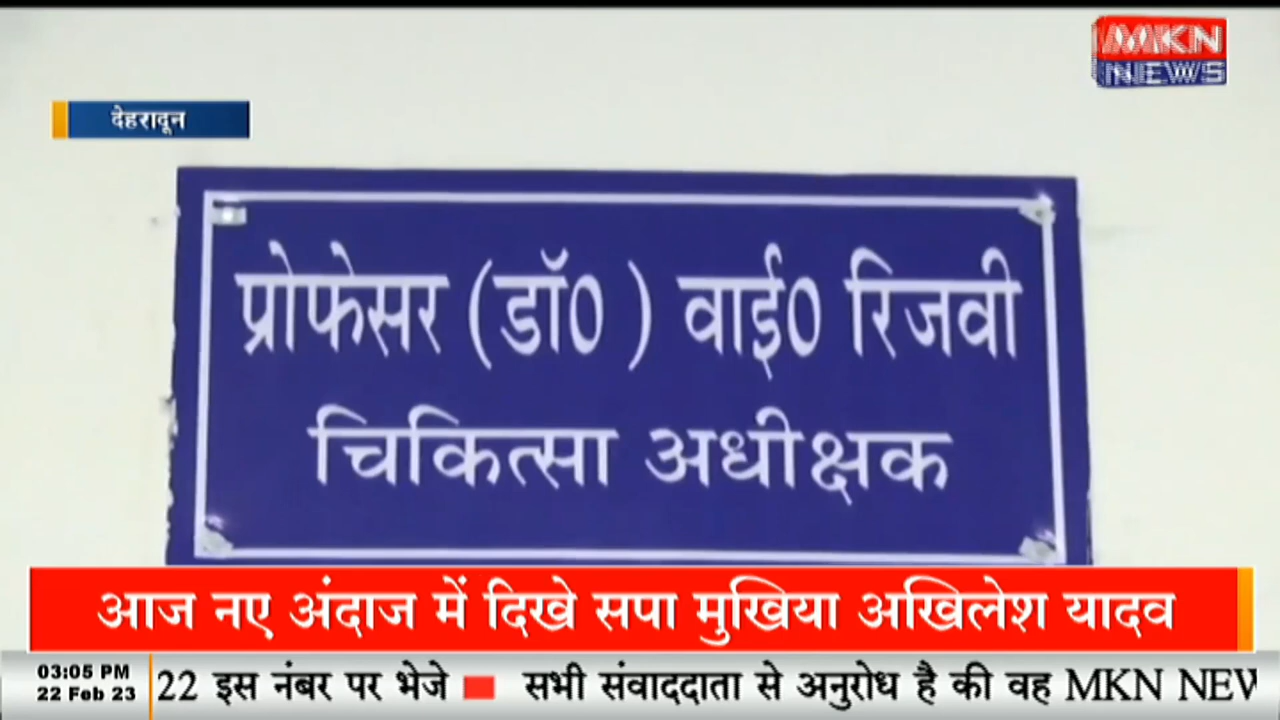 MKN
NEWS
देहरादून
प्रोफेसर (डॉ0 ) वाई0 रिजवी
चिकित्सा अधीक्षक
आज नए अंदाज में दिखे सपा मुखिया अखिलेश यादव
03:05 PM
22 Feb 23
22 इस नंबर पर भेजे सभी संवाददाता से अनुरोध है की वह MKN